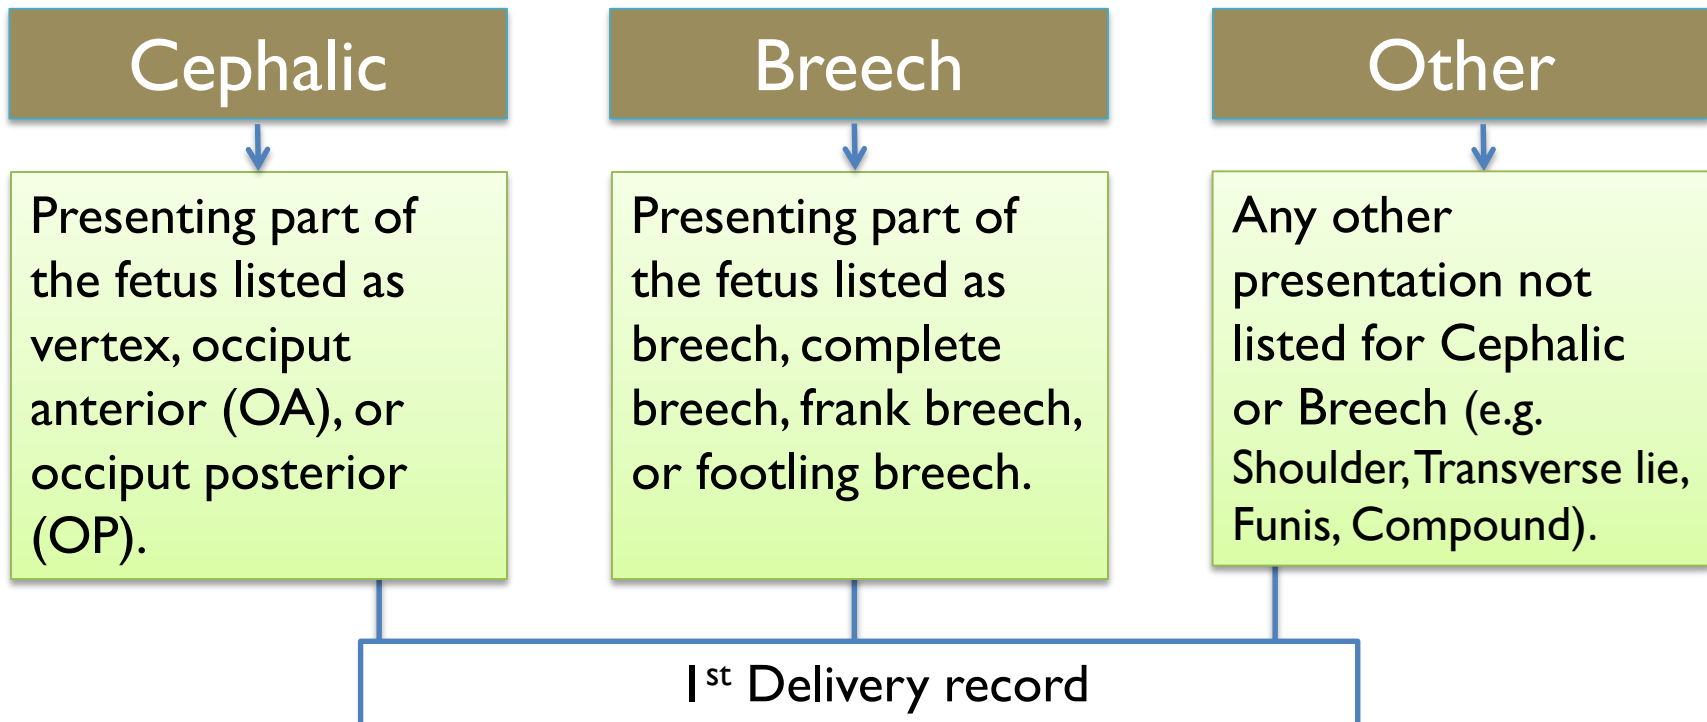 Cephalic
Presenting part of
the fetus listed as
vertex, occiput
anterior (OA), or
occiput posterior
(OP).
Breech
Presenting part of
the fetus listed as
breech, complete
breech, frank breech,
or footling breech.
Other
Any other
presentation not
listed for Cephalic
or Breech (e.g.
Shoulder, Transverse lie,
Funis, Compound).
1st Delivery record